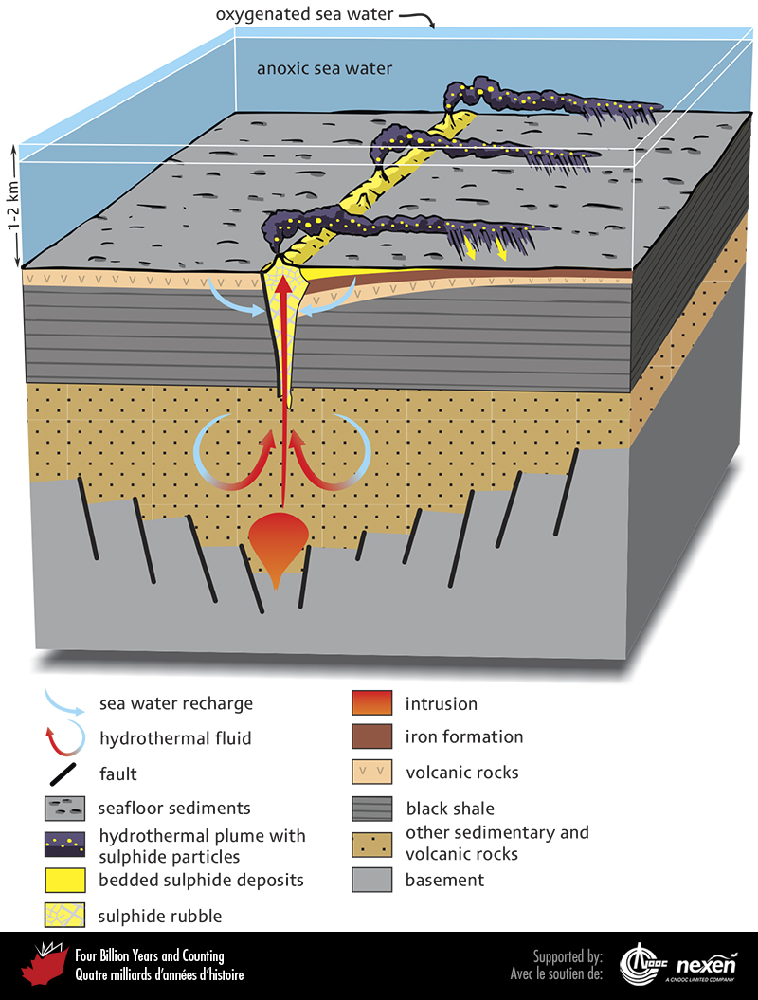 oxygenated sea water
anoxic sea water
1-2 km
sea water recharge
hydrothermal fluid
fault
seafloor sediments
hydrothermal plume with
sulphide particles
bedded sulphide deposits
sulphide rubble
intrusion
iron formation
volcanic rocks
black shale
other sedimentary and
volcanic rocks
basement
Four Billion Years and Counting
Quatre milliards d'années d'histoire
Supported by:
Avec le soutien de:
CNOOC
nexen
A CNOOC LIMITED COMPANY